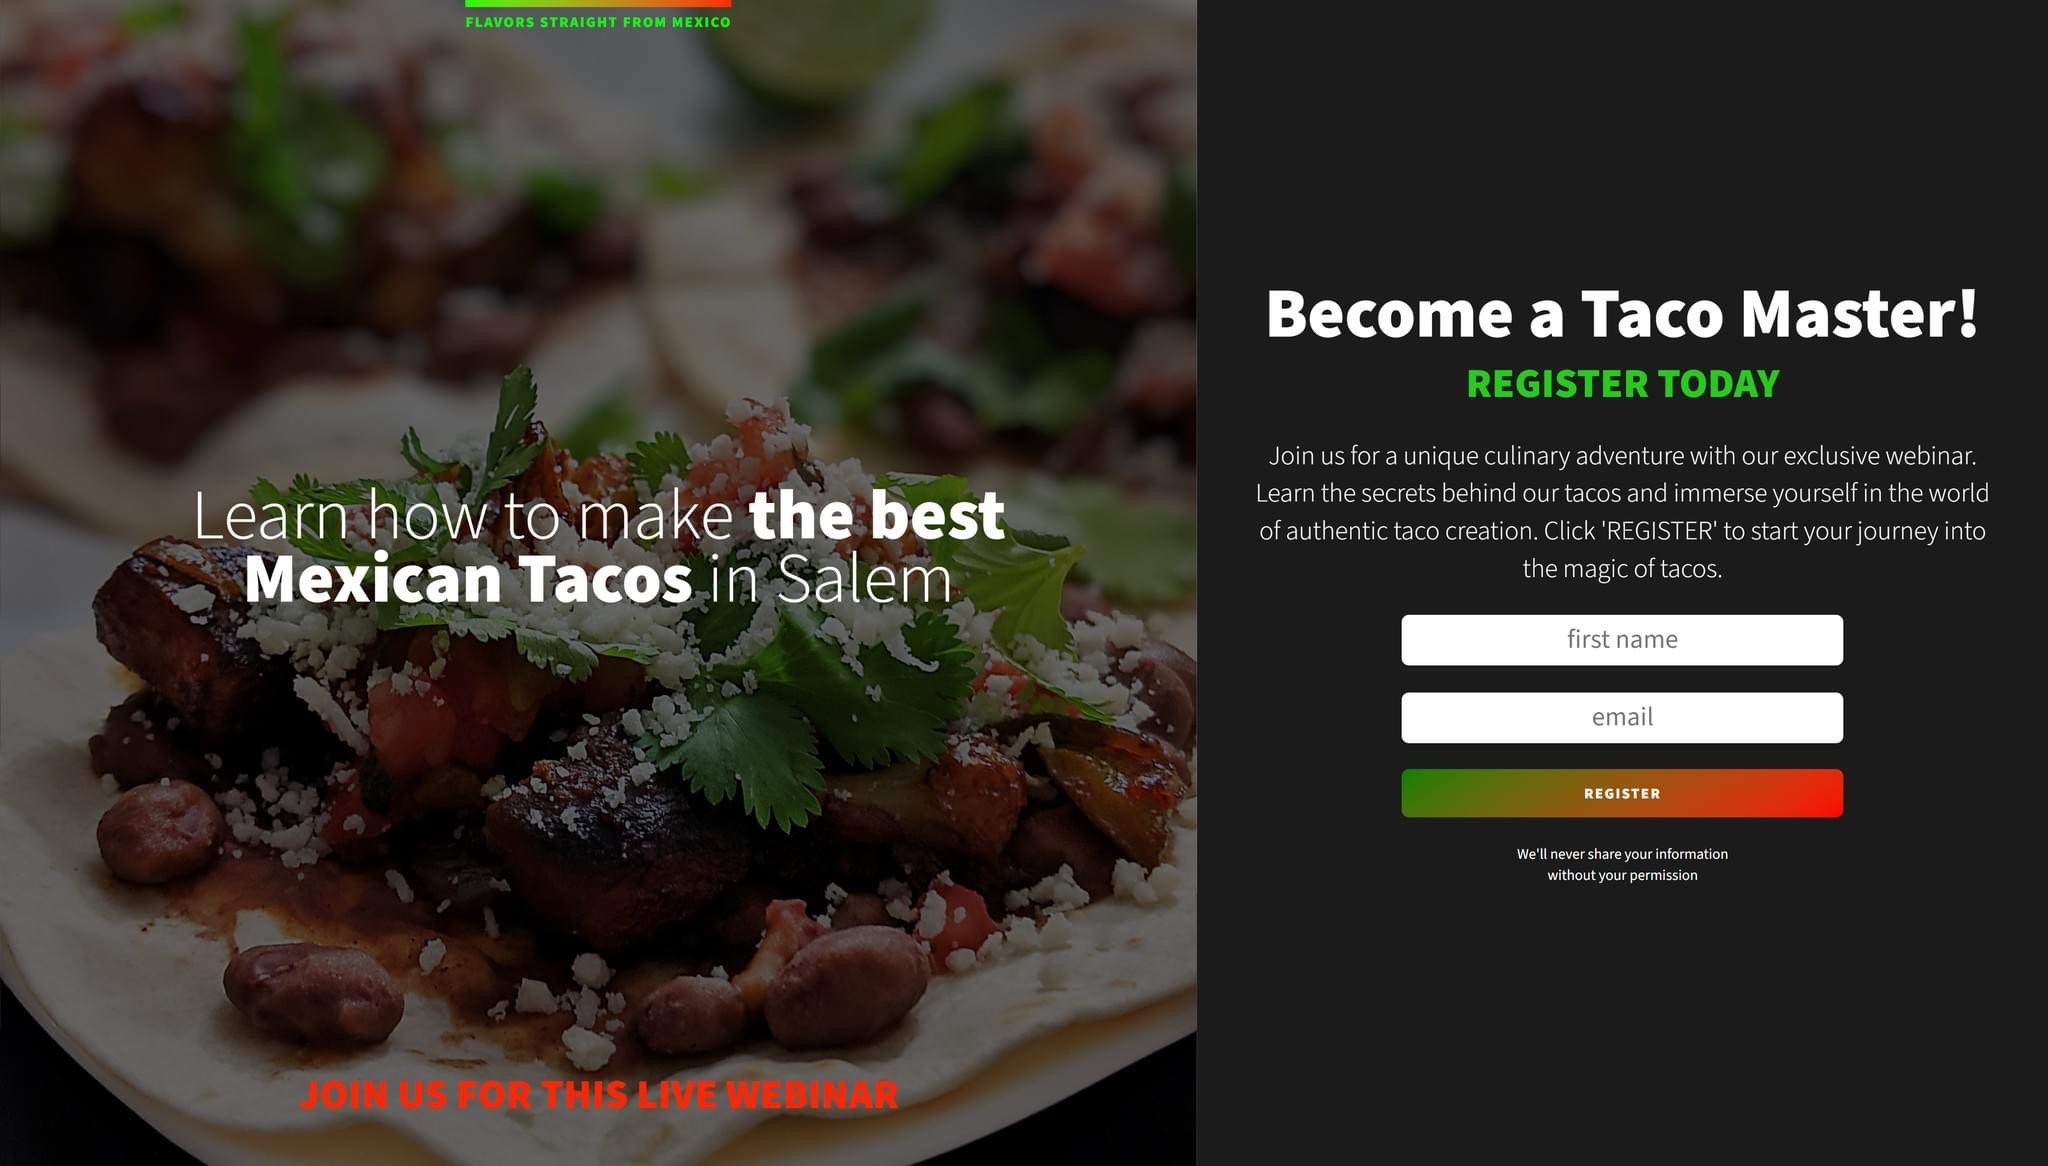 FLAVORS STRAIGHT FROM MEXICO
Learn how to make the best
Mexican Tacos in Salem
JOIN US FOR THIS LIVE WEBINAR
Become a Taco Master!
REGISTER TODAY
Join us for a unique culinary adventure with our exclusive webinar.
Learn the secrets behind our tacos and immerse yourself in the world
of authentic taco creation. Click 'REGISTER' to start your journey into
the magic of tacos.
first name
email
REGISTER
We'll never share your information
without your permission